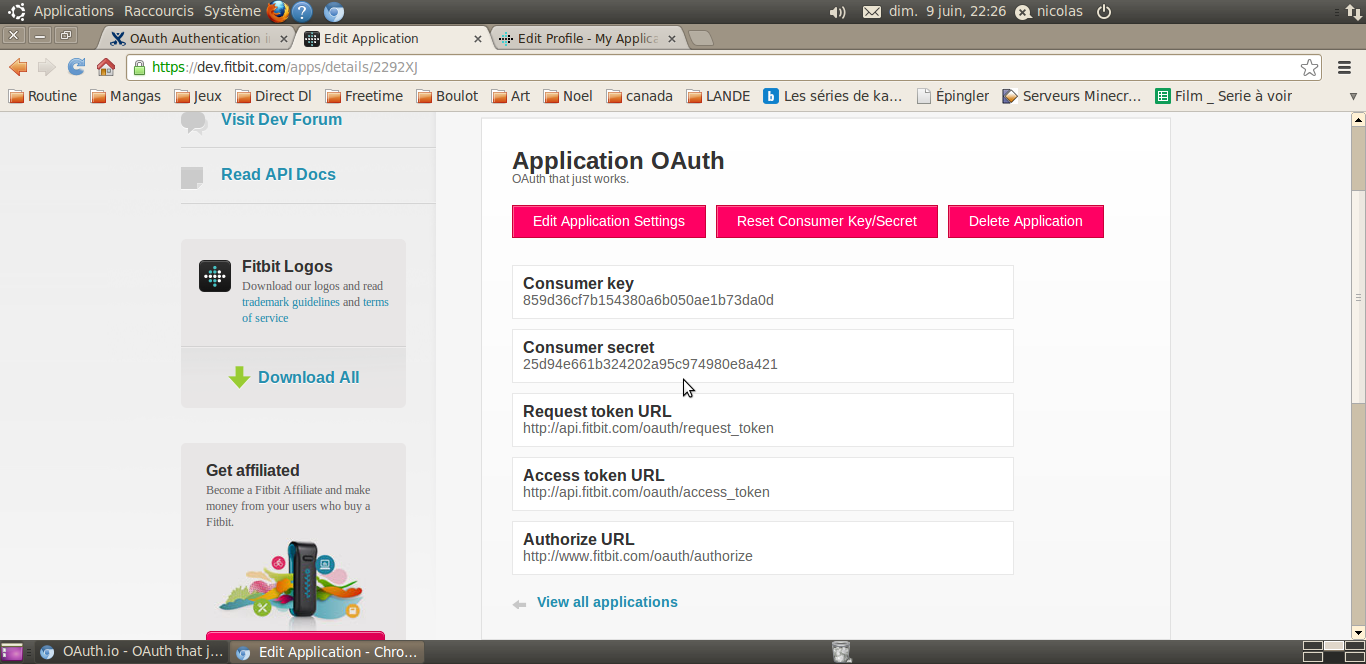 Applications Raccourcis Système dim. 9 juin, 22:26 nicolas
OAuth Authentication i
Edit Application
Edit Profile - My Applica
https://dev.fitbit.com/apps/details/2292XJ
Routine Mangas Jeux Direct Dl Freetime Boulot Art Noel canada LANDE Les séries de ka... Épingler Serveurs Minecr... Film _ Serie à voir
Visit Dev Forum
Read API Docs
Fitbit Logos
Download our logos and read
trademark guidelines and terms
of service
Download All
Get affiliated
Become a Fitbit Affiliate and make
money from your users who buy a
Fitbit.
Application OAuth
OAuth that just works.
Edit Application Settings
Reset Consumer Key/Secret
Delete Application
Consumer key
859d36cf7b154380a6b050ae1b73da0d
Consumer secret
25d94e661b324202a95c974980e8a421
Request token URL
http://api.fitbit.com/oauth/request_token
Access token URL
http://api.fitbit.com/oauth/access_token
Authorize URL
http://www.fitbit.com/oauth/authorize
View all applications
OAuth.io - OAuth that j...
Edit Application - Chro...